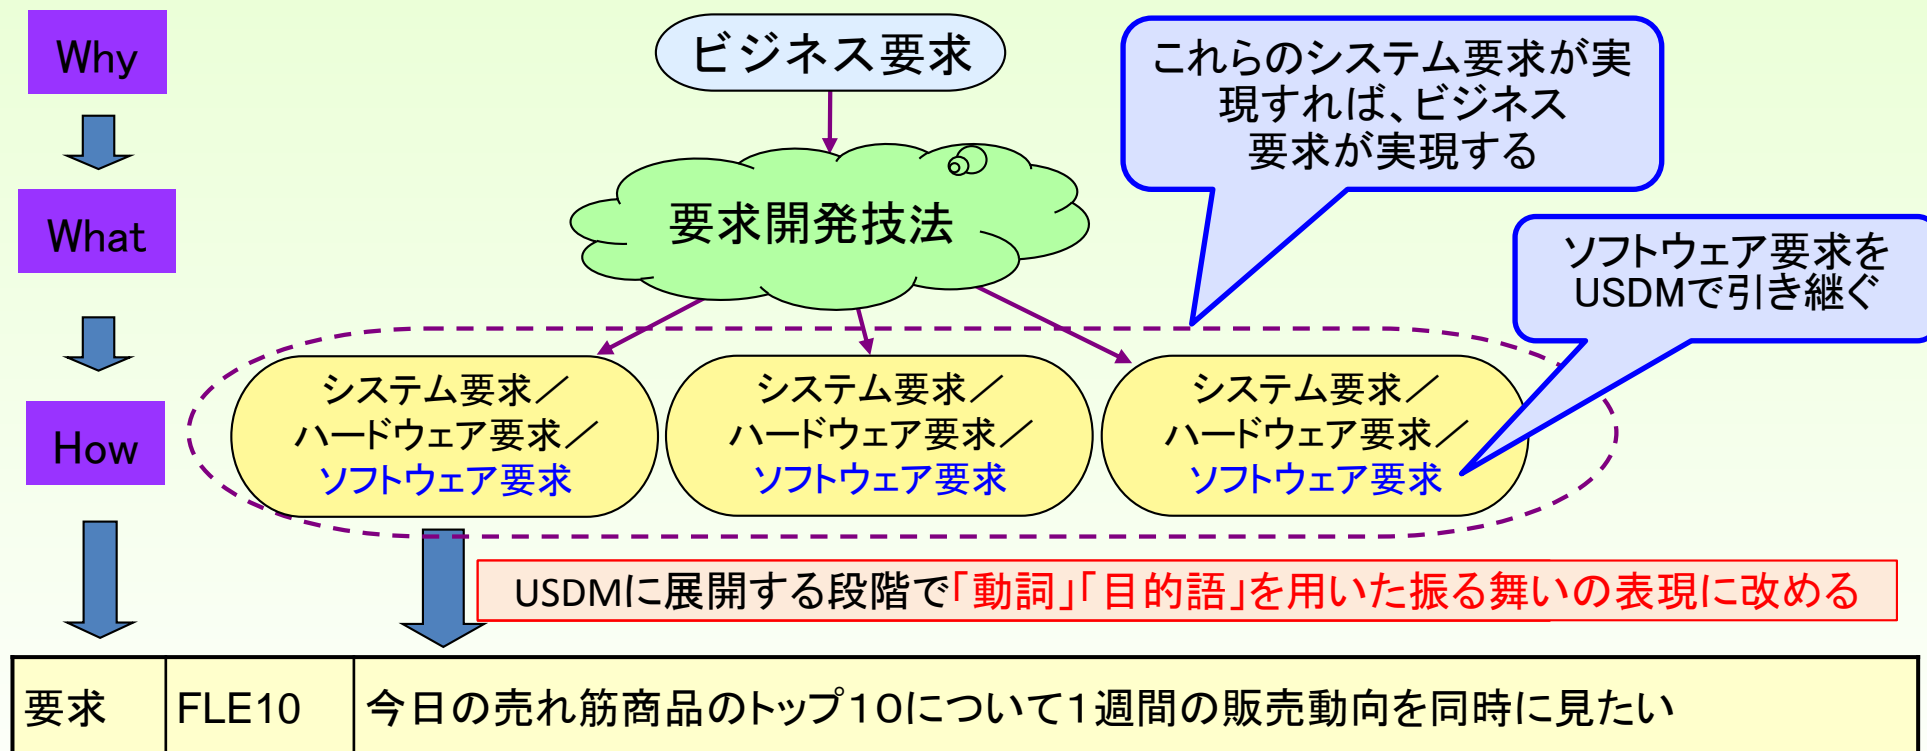 Why
ビジネス要求
これらのシステム要求が実
現すれば、ビジネス
要求が実現する
What
要求開発技法
ソフトウェア要求を
USDMで引き継ぐ
How
システム要求／
ハードウェア要求／
ソフトウェア要求
システム要求／
ハードウェア要求／
ソフトウェア要求
システム要求／
ハードウェア要求／
ソフトウェア要求
USDMに展開する段階で「動詞」「目的語」を用いた振る舞いの表現に改める
要求 FLE10 今日の売れ筋商品のトップ１０について１週間の販売動向を同時に見たい